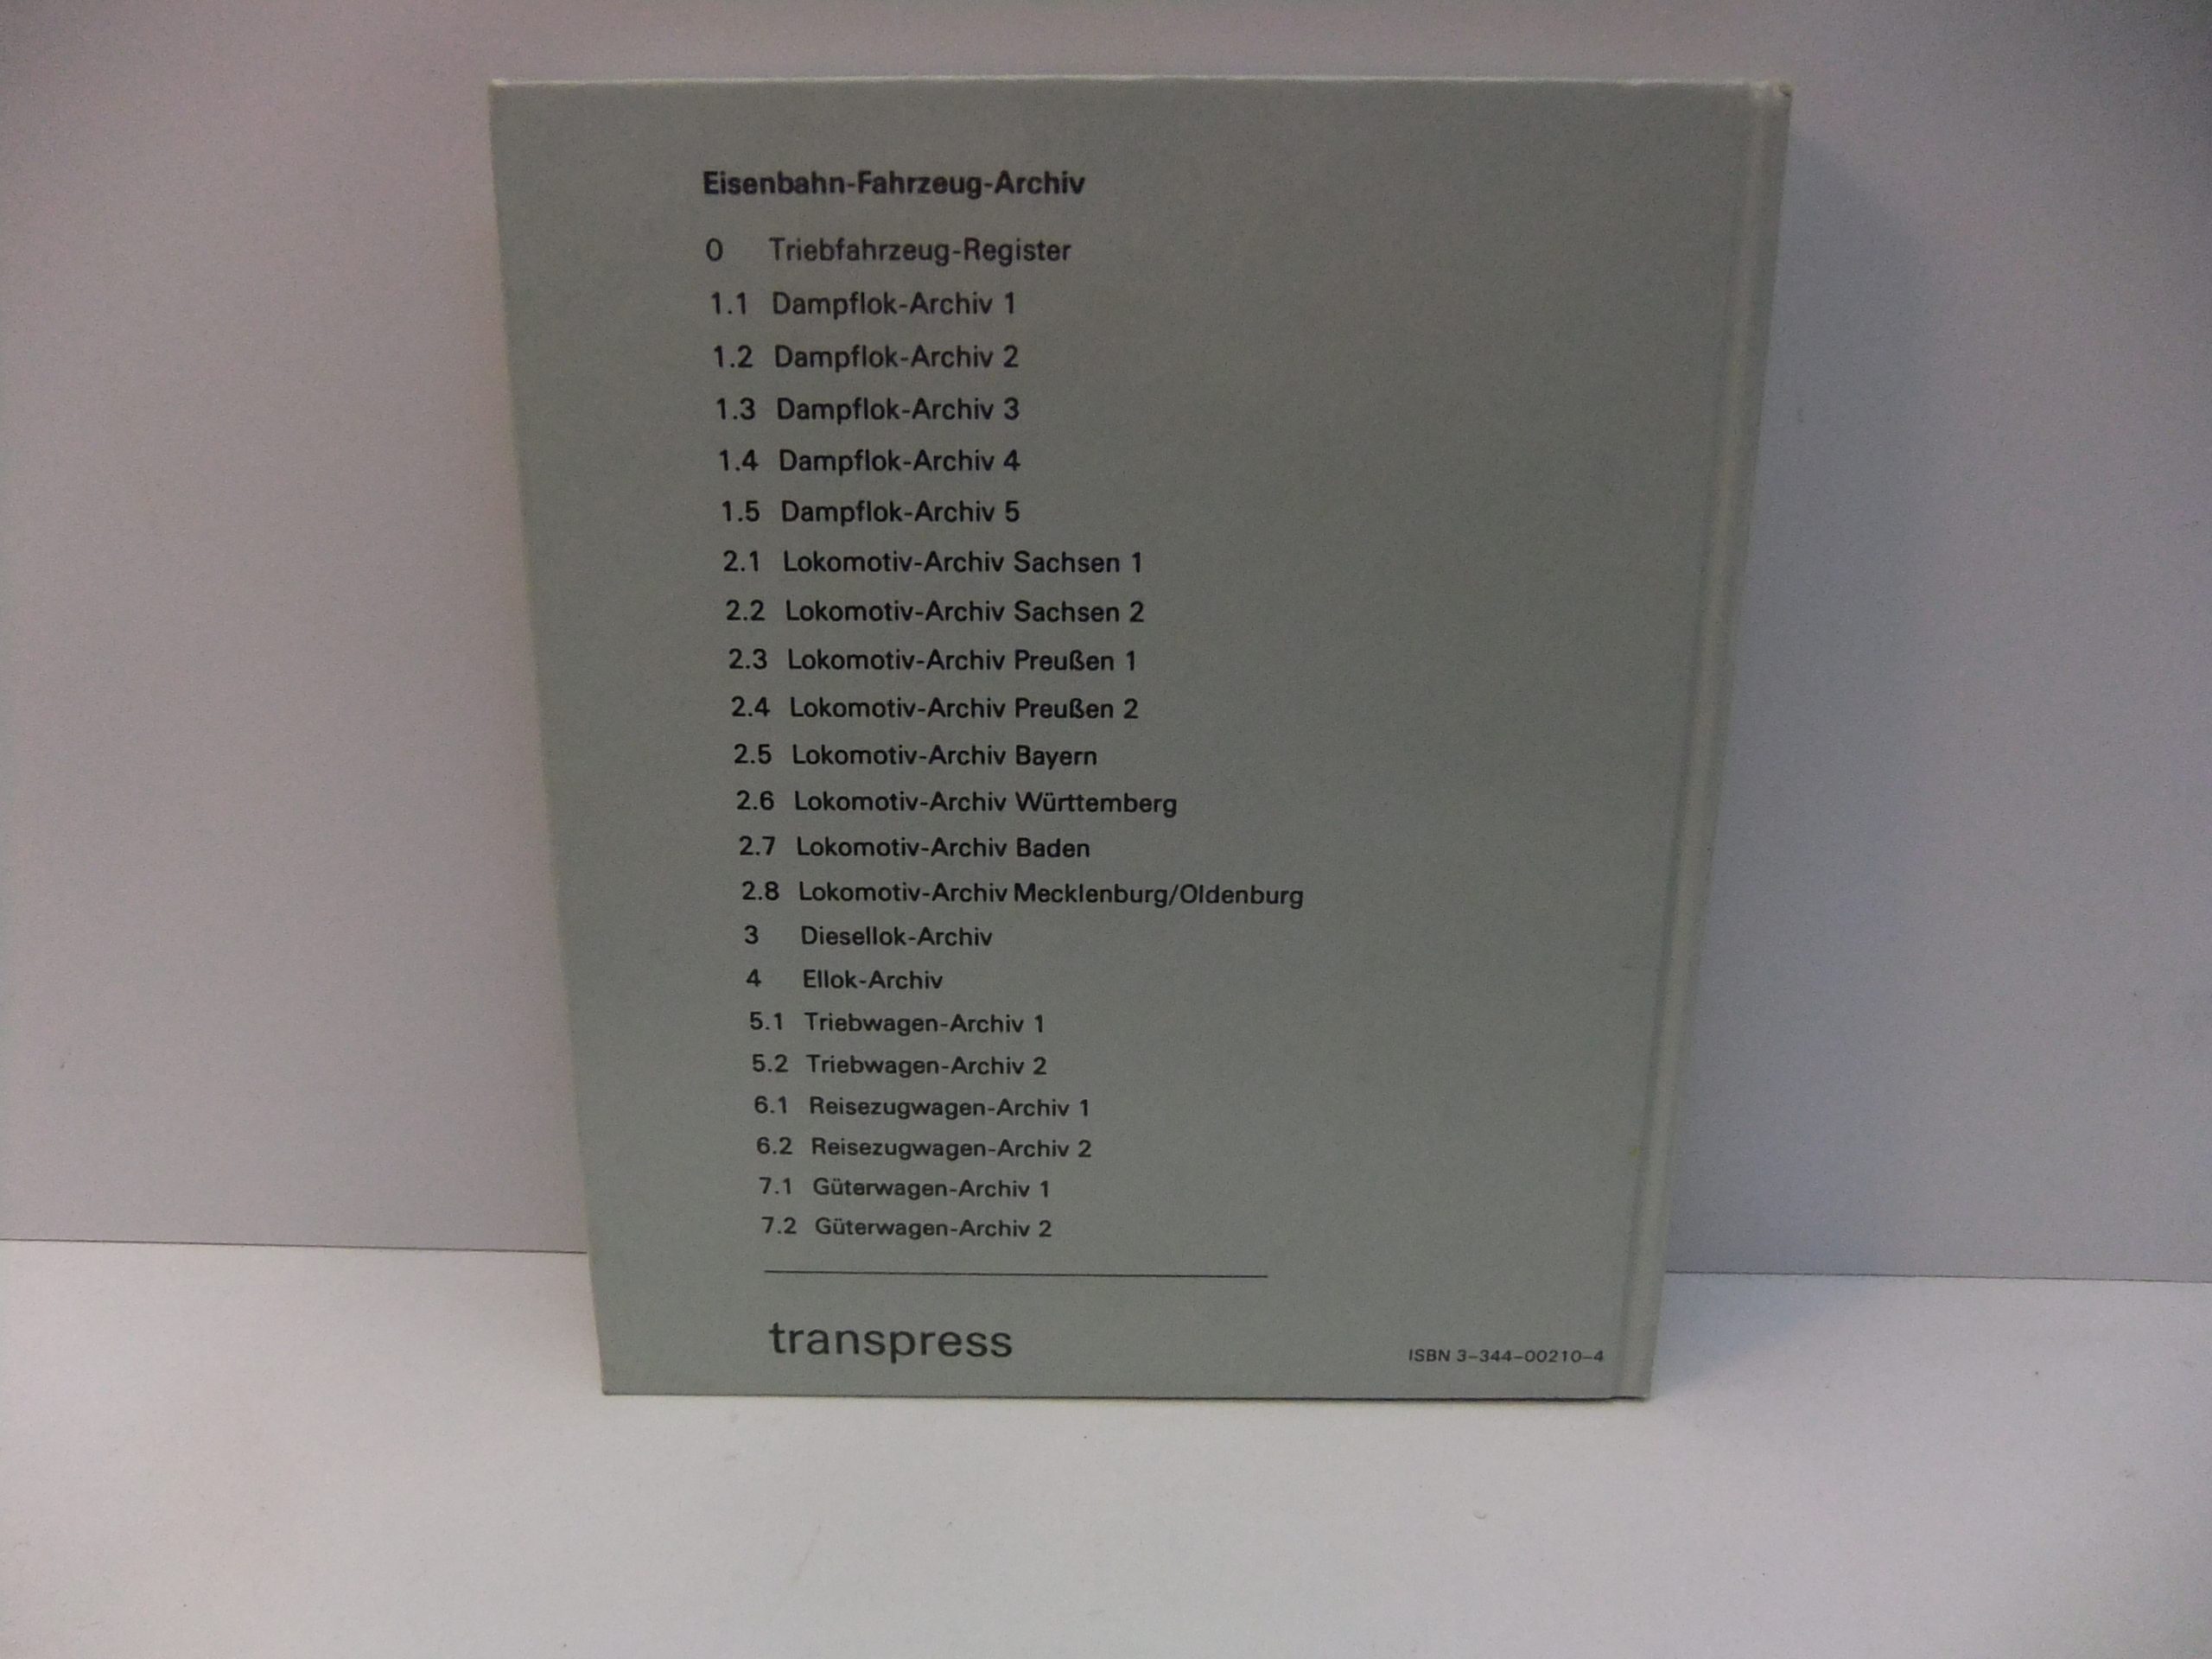 Eisenbahn-Fahrzeug-Archiv
0 Triebfahrzeug-Register
1.1 Dampflok-Archiv 1
1.2 Dampflok-Archiv 2
1.3 Dampflok-Archiv 3
1.4 Dampflok-Archiv 4
1.5 Dampflok-Archiv 5
2.1 Lokomotiv-Archiv Sachsen 1
2.2 Lokomotiv-Archiv Sachsen 2
2.3 Lokomotiv-Archiv Preußen 1
2.4 Lokomotiv-Archiv Preußen 2
2.5 Lokomotiv-Archiv Bayern
2.6 Lokomotiv-Archiv Württemberg
2.7 Lokomotiv-Archiv Baden
2.8 Lokomotiv-Archiv Mecklenburg/Oldenburg
3 Diesellok-Archiv
4 Ellok-Archiv
5.1 Triebwagen-Archiv 1
5.2 Triebwagen-Archiv 2
6.1 Reisezugwagen-Archiv 1
6.2 Reisezugwagen-Archiv 2
7.1 Güterwagen-Archiv 1
7.2 Güterwagen-Archiv 2
transpress
ISBN 3-344-00210-4